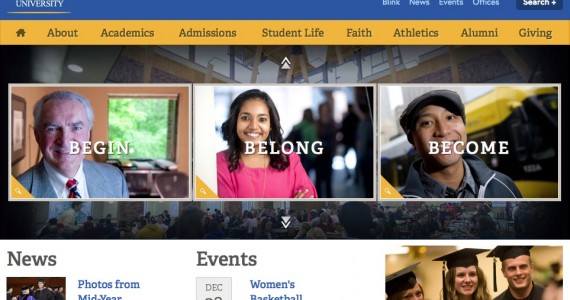 UNIVERSITY
Blink News Events Offices Search +
About Academics Admissions Student Life Faith Athletics Alumni Giving
BEGIN BELONG BECOME
News
Photos from
Mid-Year
Events
DEC
Women's
Basketball